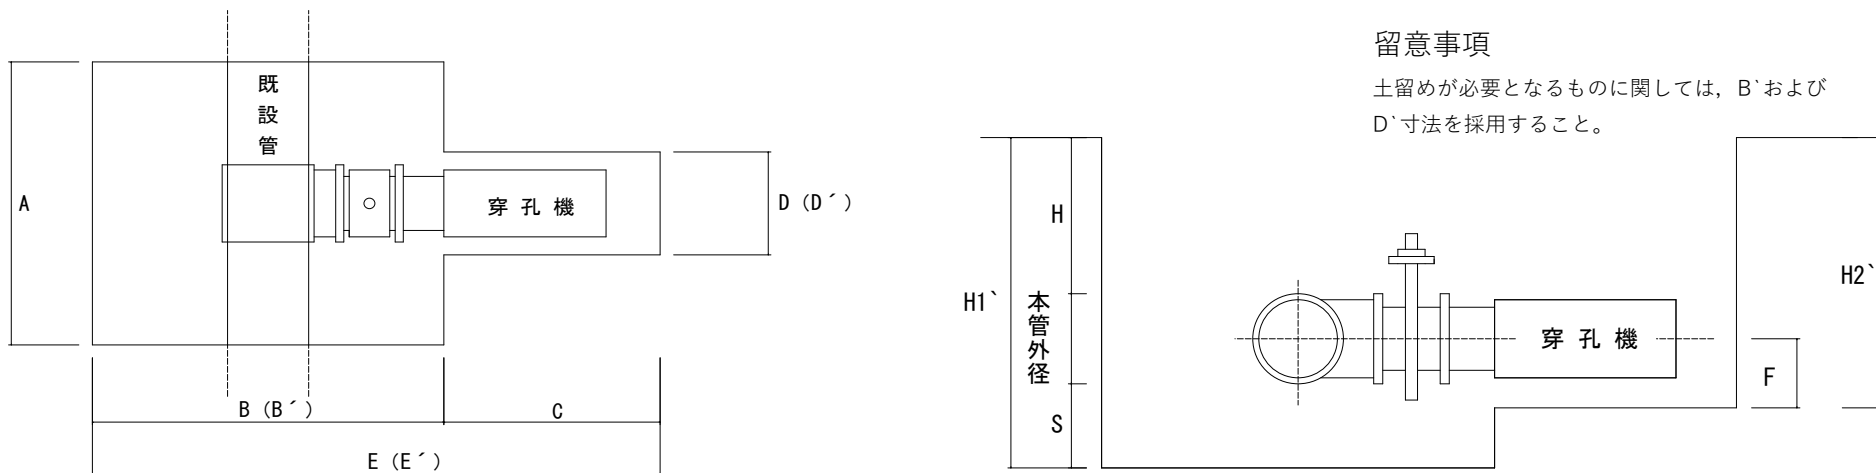 既設管
A
穿孔機
D(D´)
B(B´)
C
E(E´)
留意事項
土留めが必要となるものに関しては，B`および
D`寸法を採用すること。
H
H1`
本管外径
S
穿孔機
H2`
F